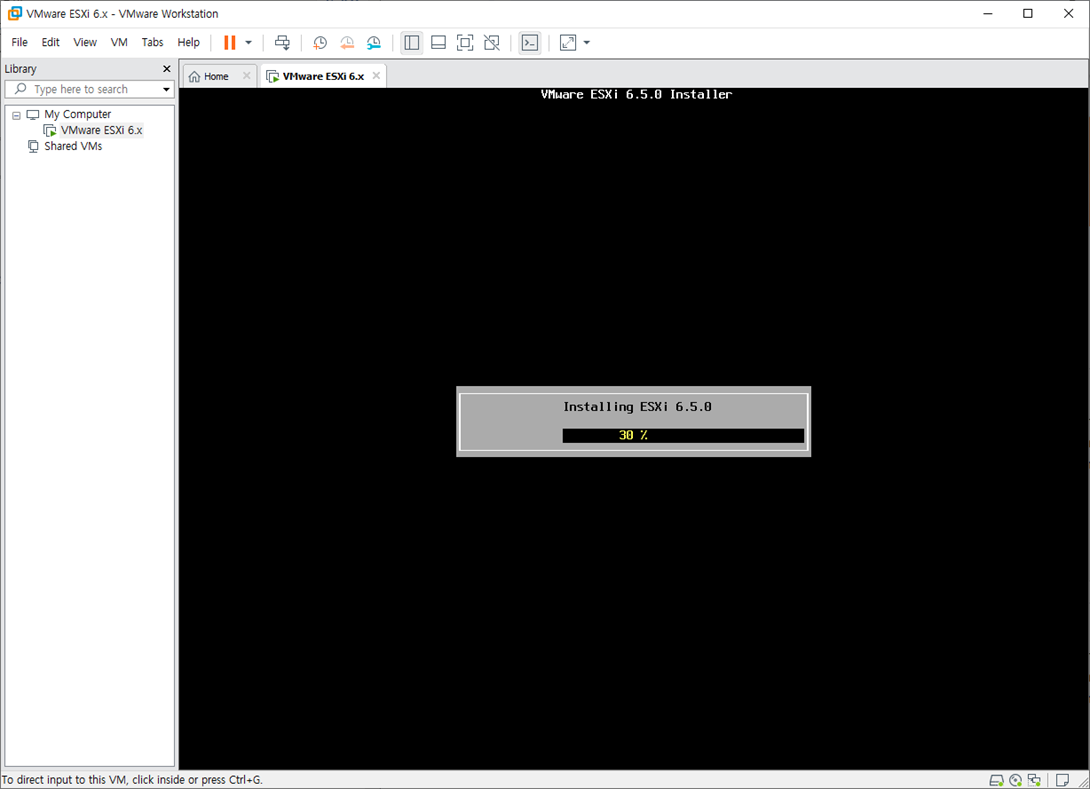 VMware ESXi 6.x - VMware Workstation
File Edit View VM Tabs Help
Library
Home
VMware ESXi 6.x
Type here to search
VMware ESXi 6.5.0 Installer
My Computer
VMware ESXi 6.x
Shared VMs
Installing ESXi 6.5.0
30 %
To direct input to this VM, click inside or press Ctrl+G.